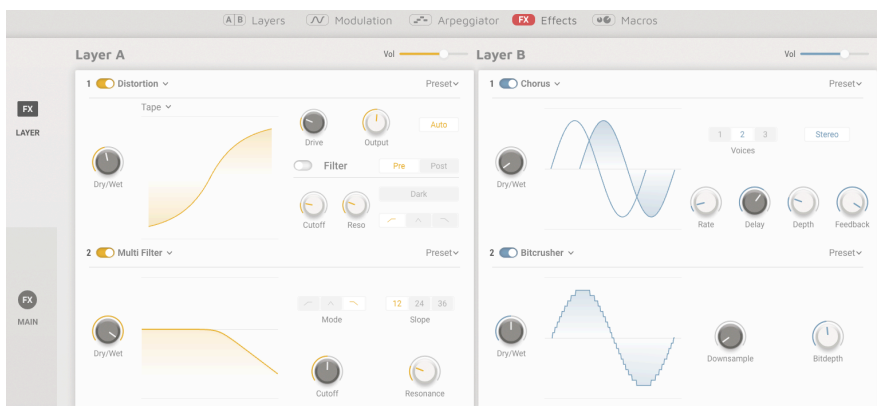 A B Layers Modulation Arpeggiator FX Effects Macros
Layer A Vol
Layer B Vol
FX
LAYER
FX
MAIN
1 Distortion Preset
Tape
Dry/Wet
Drive Output Auto
Filter Pre Post
Cutoff Reso Dark
2 Multi Filter Preset
Dry/Wet
Mode
12 24 36
Slope
Cutoff Resonance
1 Chorus Preset
Dry/Wet
1 2 3 Stereo
Voices
Rate Delay Depth Feedback
2 Bitcrusher Preset
Dry/Wet
Downsample Bitdepth